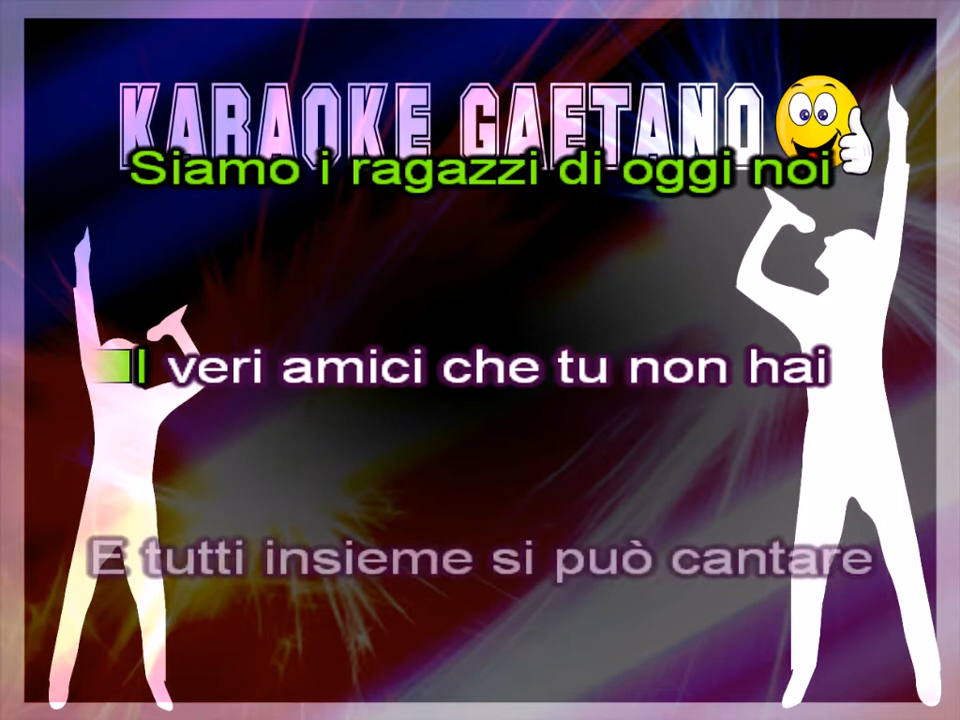 KARAOKE GAETANO
Siamo i ragazzi di oggi noi
I veri amici che tu non hai
E tutti insieme si può cantare